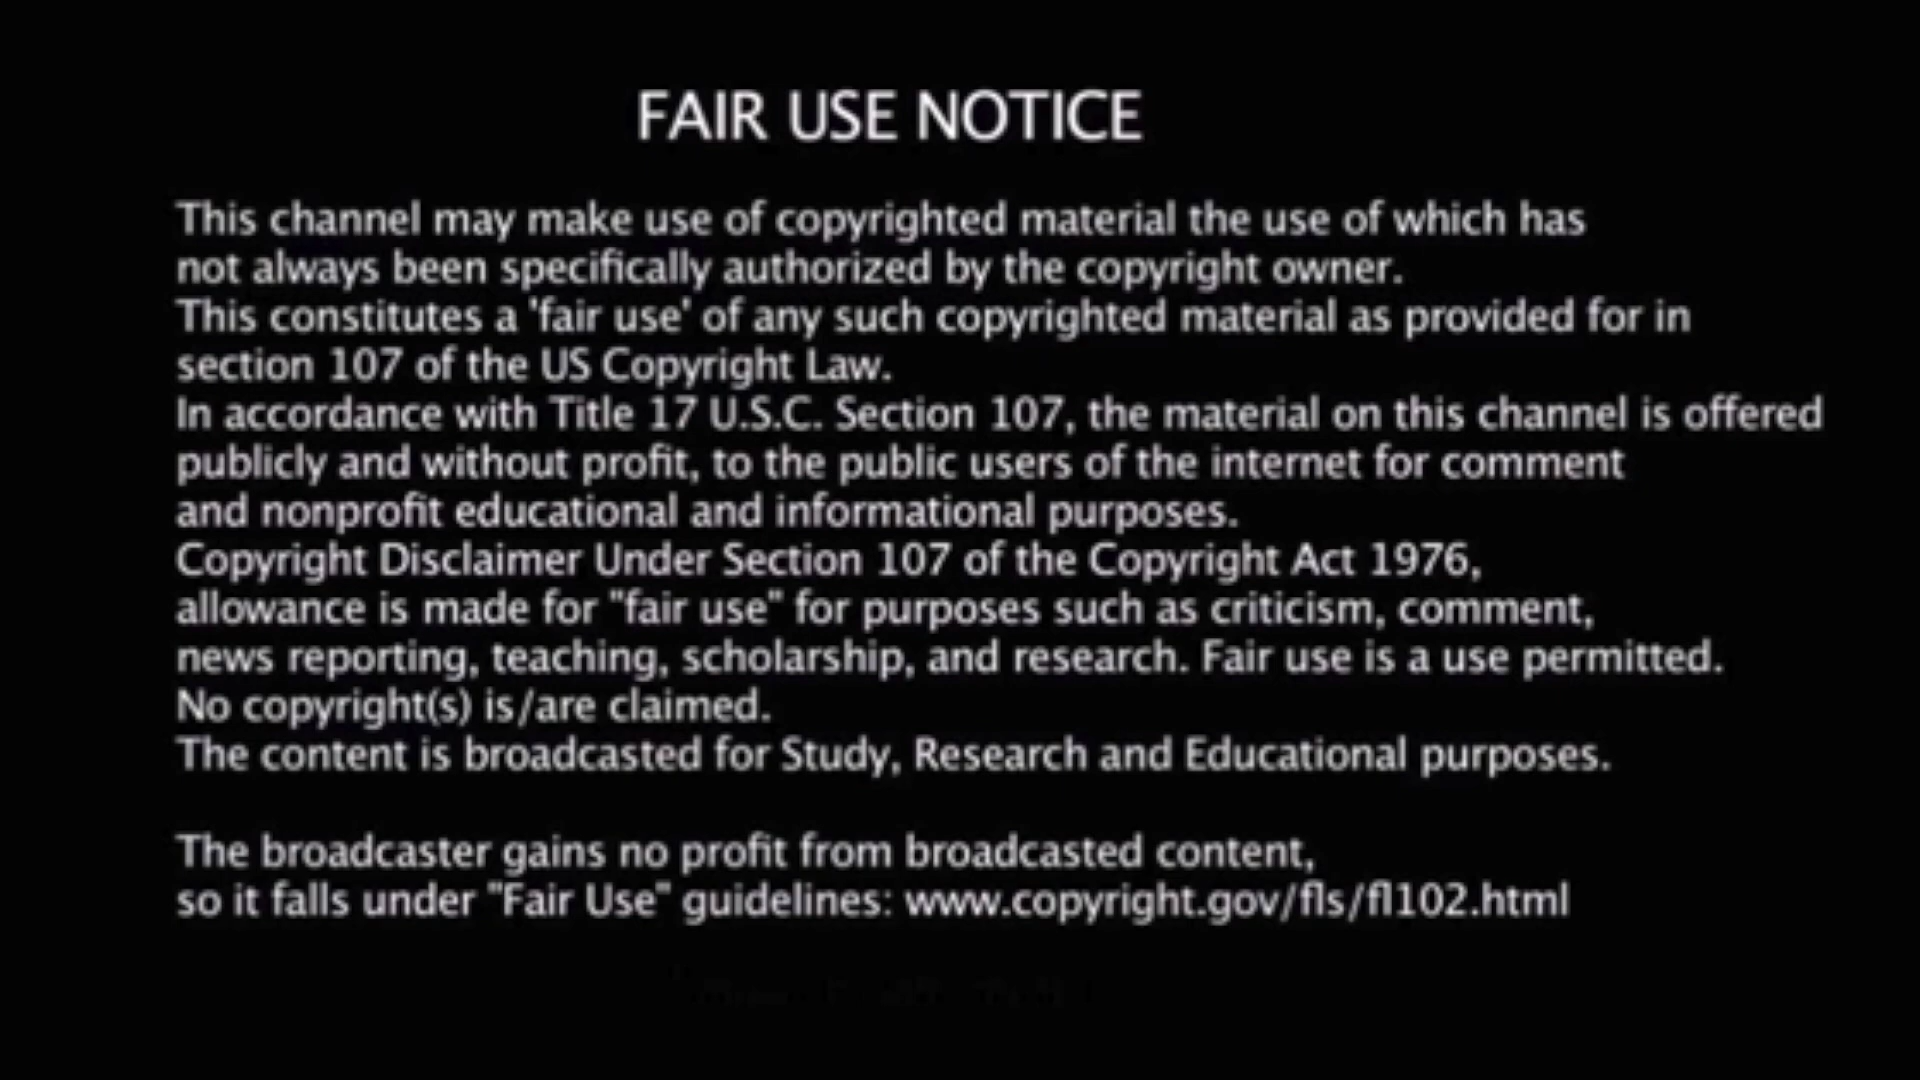 FAIR USE NOTICE
This channel may make use of copyrighted material the use of which has
not always been specifically authorized by the copyright owner.
This constitutes a 'fair use' of any such copyrighted material as provided for in
section 107 of the US Copyright Law.
In accordance with Title 17 U.S.C. Section 107, the material on this channel is offered
publicly and without profit, to the public users of the internet for comment
and nonprofit educational and informational purposes.
Copyright Disclaimer Under Section 107 of the Copyright Act 1976,
allowance is made for "fair use" for purposes such as criticism, comment,
news reporting, teaching, scholarship, and research. Fair use is a use permitted.
No copyright(s) is/are claimed.
The content is broadcasted for Study, Research and Educational purposes.
The broadcaster gains no profit from broadcasted content,
so it falls under "Fair Use" guidelines: www.copyright.gov/fls/fl102.html